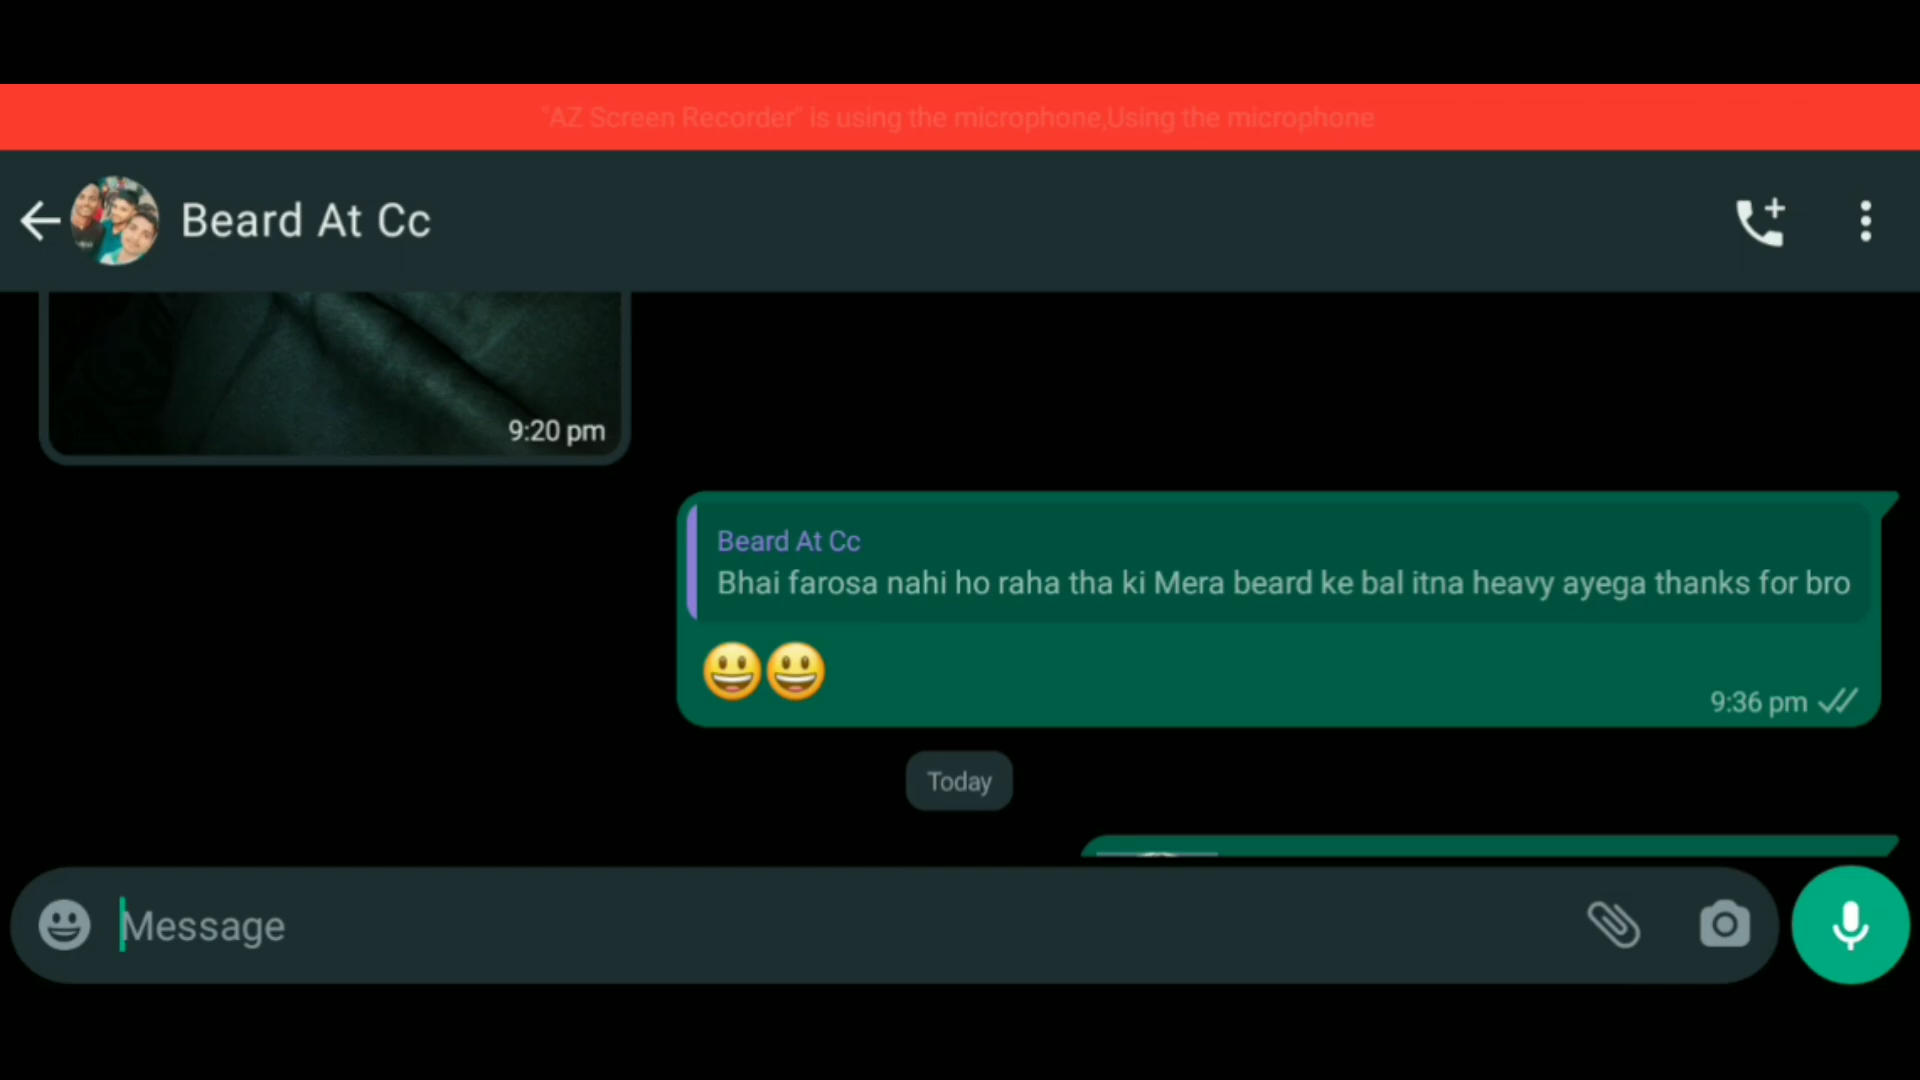 "AZ Screen Recorder" is using the microphone,Using the microphone
Beard At Cc
9:20 pm
Beard At Cc
Bhai farosa nahi ho raha tha ki Mera beard ke bal itna heavy ayega thanks for bro
😃😃
9:36 pm
Today
Message